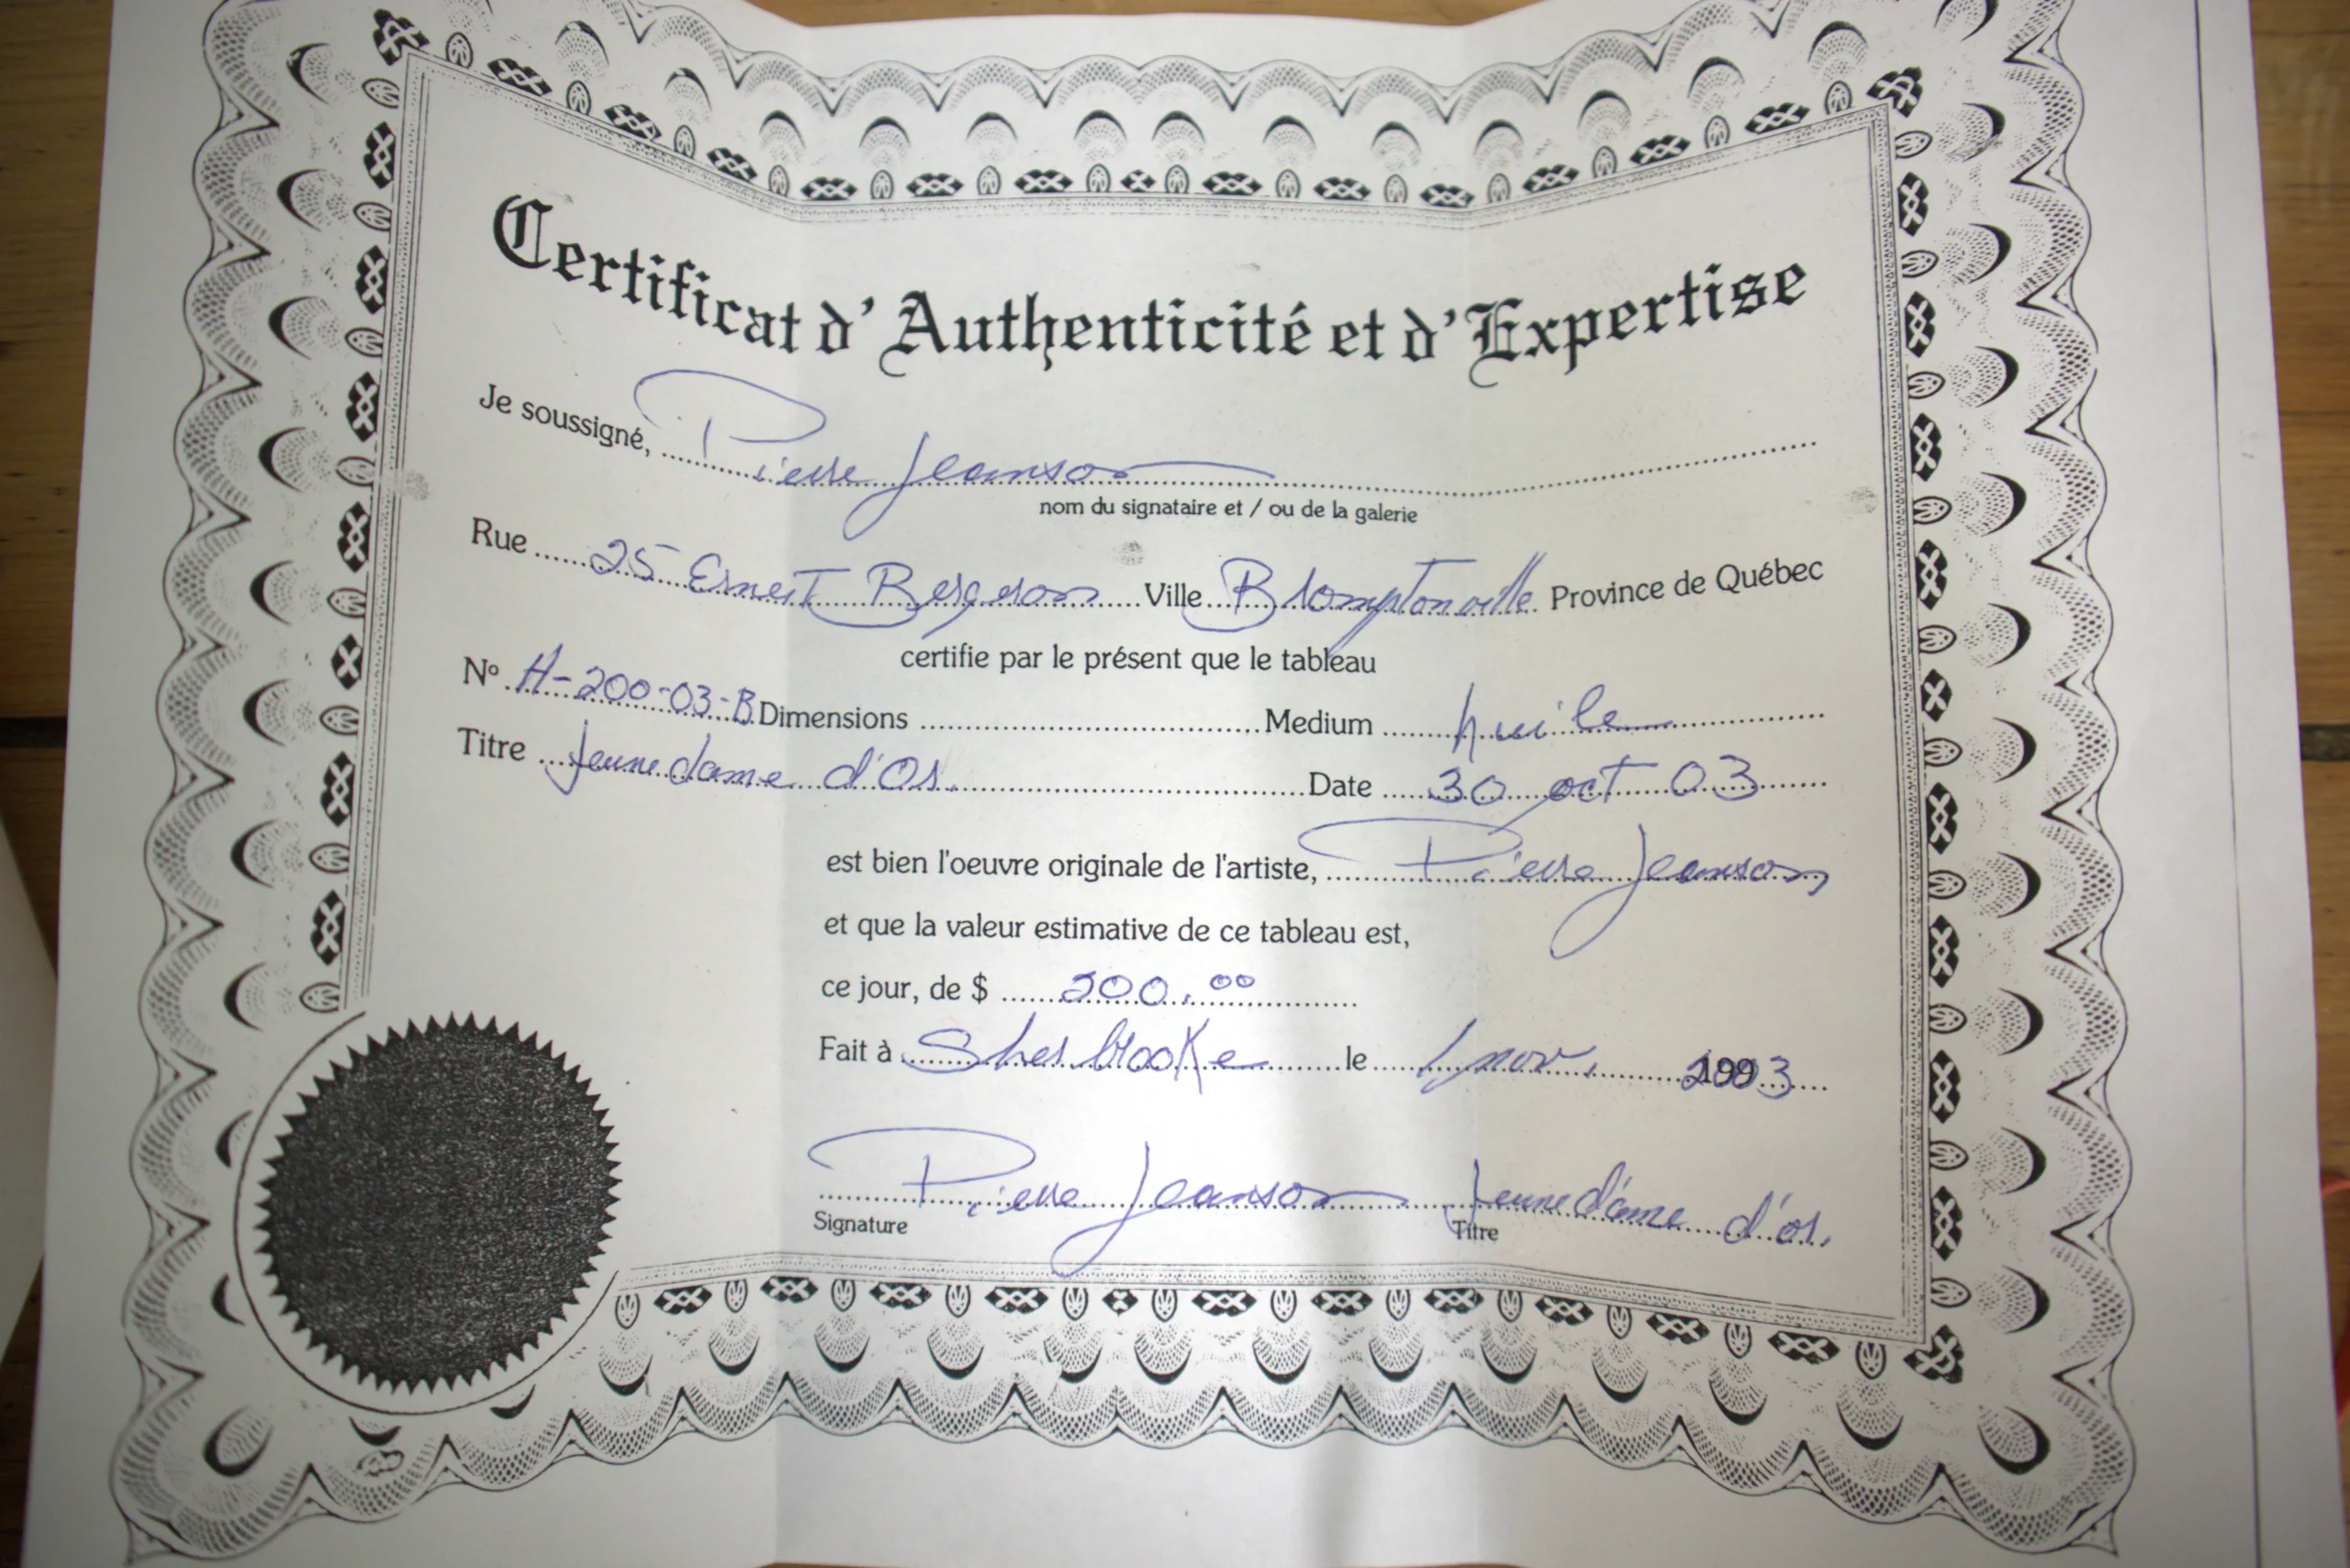 Certificat d'Authenticité et d'Expertise
Je soussigné, Pierre Jeanson
nom du signataire et / ou de la galerie
Rue 25 Ernest Bergeron Ville Bromptonville Province de Québec
certifie par le présent que le tableau
No H-200-03-B Dimensions Medium huile
Titre Jeune dame d'Or. Date 30 oct 03
est bien l'oeuvre originale de l'artiste, Pierre Jeanson
et que la valeur estimative de ce tableau est,
ce jour, de $ 200.00
Fait à Sherbrooke le 1 nov. 2003
Pierre Jeanson Jeune dame d'or.
Signature Titre